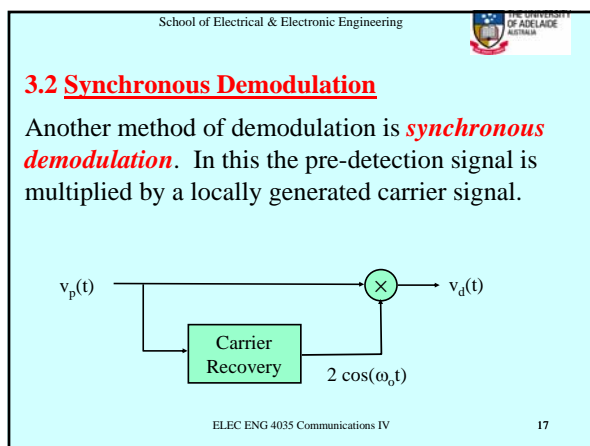 School of Electrical & Electronic Engineering
THE UNIVERSITY
OF ADELAIDE
AUSTRALIA
3.2 Synchronous Demodulation
Another method of demodulation is synchronous
demodulation. In this the pre-detection signal is
multiplied by a locally generated carrier signal.
vₚ(t)
×
v_d(t)
Carrier
Recovery
2 cos(ωₒt)
ELEC ENG 4035 Communications IV
17